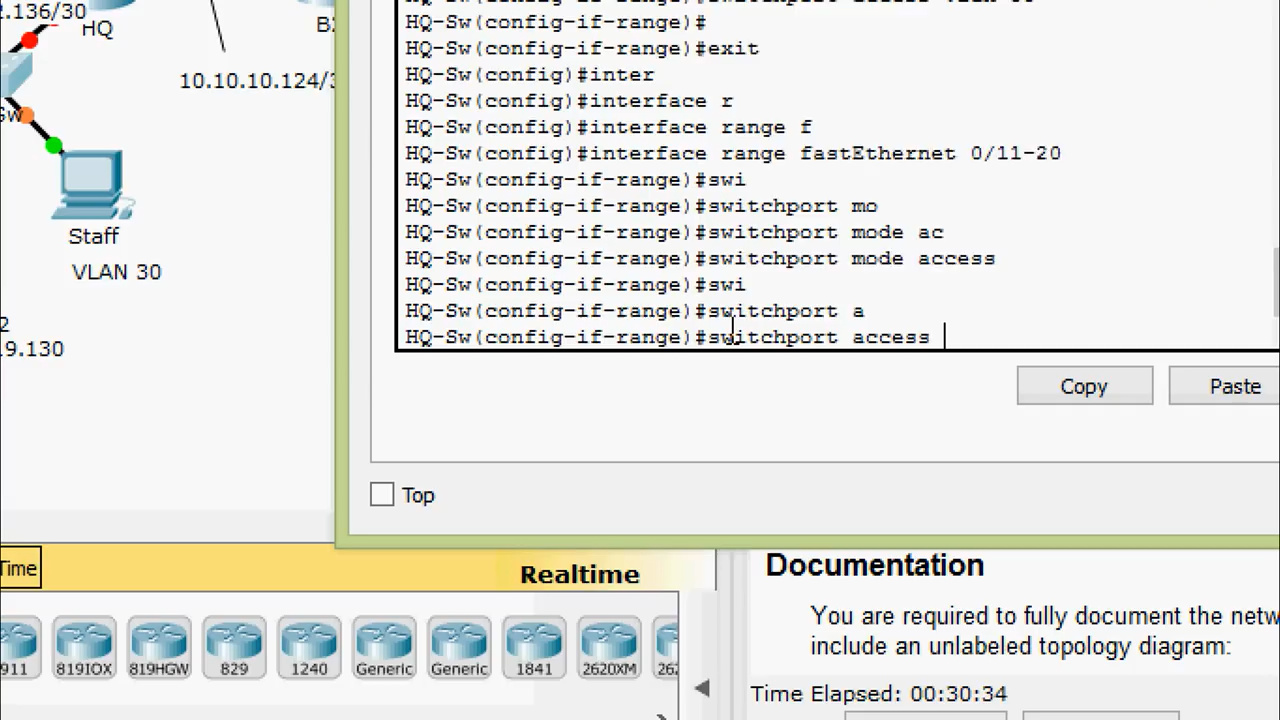 2.136/30
HQ
B2
10.10.10.124/3
Sw
Staff
VLAN 30
2
19.130
HQ-Sw(config-if-range)#
HQ-Sw(config-if-range)#exit
HQ-Sw(config)#inter
HQ-Sw(config)#interface r
HQ-Sw(config)#interface range f
HQ-Sw(config)#interface range fastEthernet 0/11-20
HQ-Sw(config-if-range)#swi
HQ-Sw(config-if-range)#switchport mo
HQ-Sw(config-if-range)#switchport mode ac
HQ-Sw(config-if-range)#switchport mode access
HQ-Sw(config-if-range)#swi
HQ-Sw(config-if-range)#switchport a
HQ-Sw(config-if-range)#switchport access
Copy
Paste
Top
Time
Realtime
911
819IOX
819HGW
829
1240
Generic
Generic
1841
2620XM
262
Documentation
You are required to fully document the netw
include an unlabeled topology diagram:
Time Elapsed: 00:30:34